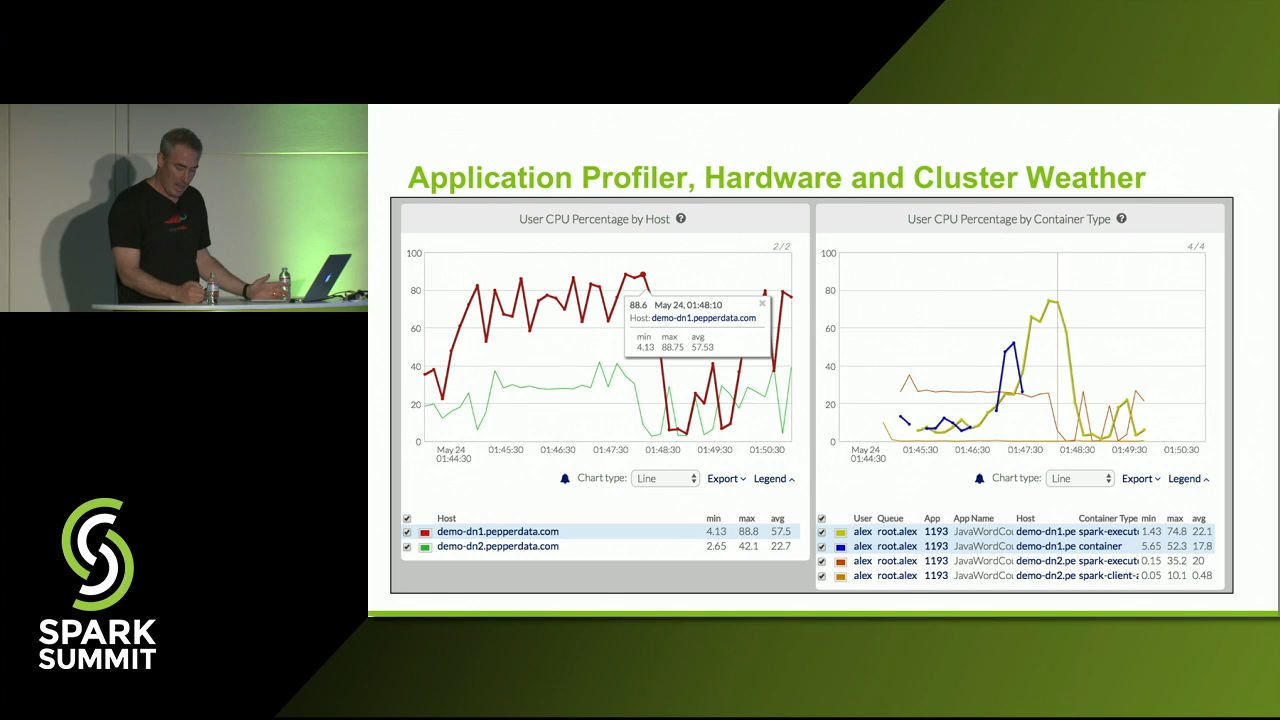 Application Profiler, Hardware and Cluster Weather
User CPU Percentage by Host ?
2/2
100
80
60
40
20
0
88.6 May 24, 01:48:10 ×
Host: demo-dn1.pepperdata.com
min max avg
4.13 88.75 57.53
May 24 01:44:30
01:45:30 01:46:30 01:47:30 01:48:30 01:49:30 01:50:30
Chart type: Line Export Legend
Host min max avg
demo-dn1.pepperdata.com 4.13 88.8 57.5
demo-dn2.pepperdata.com 2.65 42.1 22.7
User CPU Percentage by Container Type ?
4/4
100
80
60
40
20
0
May 24 01:44:30
01:45:30 01:46:30 01:47:30 01:48:30 01:49:30 01:50:30
Chart type: Line Export Legend
User Queue App App Name Host Container Type min max avg
alex root.alex 1193 JavaWordCou demo-dn1.pe spark-execut 1.43 74.8 22.1
alex root.alex 1193 JavaWordCou demo-dn1.pe container 5.65 52.3 17.8
alex root.alex 1193 JavaWordCou demo-dn2.pe spark-execut 0.15 35.2 20
alex root.alex 1193 JavaWordCou demo-dn2.pe spark-client-a 0.05 10.1 0.48
SPARK
SUMMIT